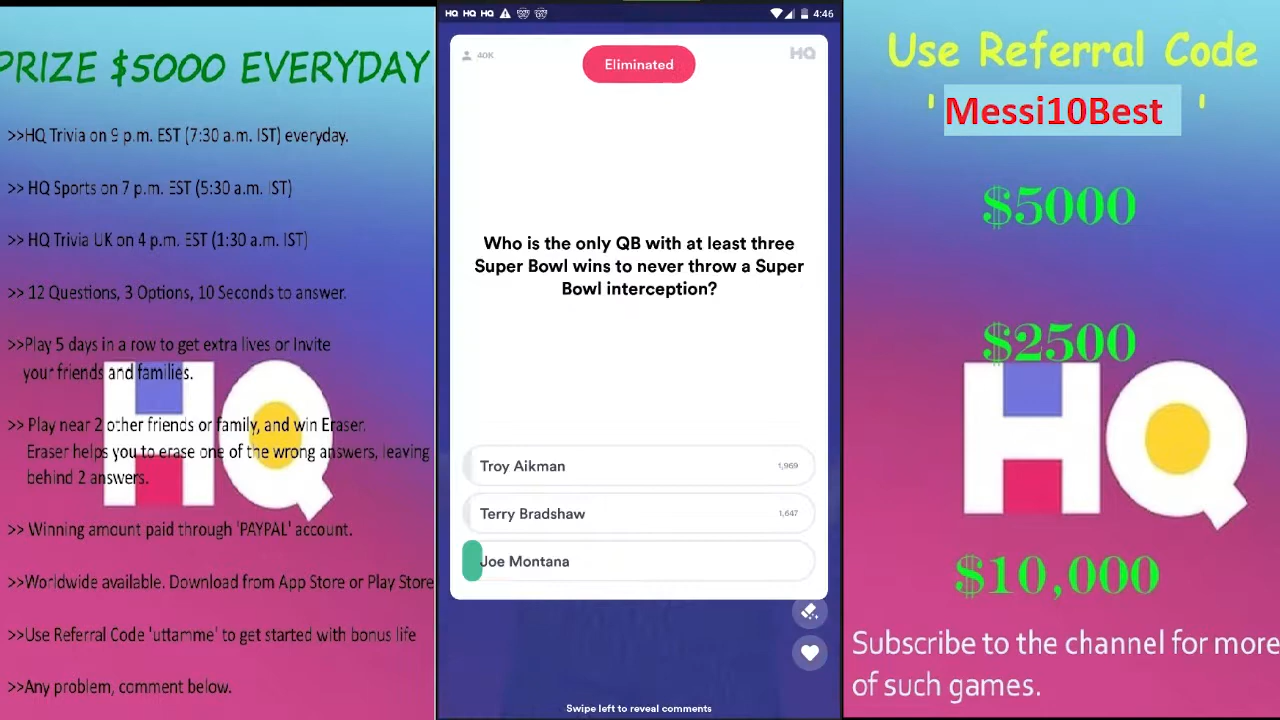 PRIZE $5000 EVERYDAY
>>HQ Trivia on 9 p.m. EST (7:30 a.m. IST) everyday.
>> HQ Sports on 7 p.m. EST (5:30 a.m. IST)
>> HQ Trivia UK on 4 p.m. EST (1:30 a.m. IST)
>> 12 Questions, 3 Options, 10 Seconds to answer.
>>Play 5 days in a row to get extra lives or Invite
your friends and families.
>> Play near 2 other friends or family, and win Eraser.
Eraser helps you to erase one of the wrong answers, leaving
behind 2 answers.
>> Winning amount paid through 'PAYPAL' account.
>>Worldwide available. Download from App Store or Play Store
>>Use Referral Code 'uttamme' to get started with bonus life
>>Any problem, comment below.
HQ
HQ HQ HQ 4:46
40K
Eliminated
HQ
Who is the only QB with at least three
Super Bowl wins to never throw a Super
Bowl interception?
Troy Aikman 1,969
Terry Bradshaw 1,647
Joe Montana
Swipe left to reveal comments
Use Referral Code
' Messi10Best '
$5000
$2500
HQ
$10,000
Subscribe to the channel for more
of such games.